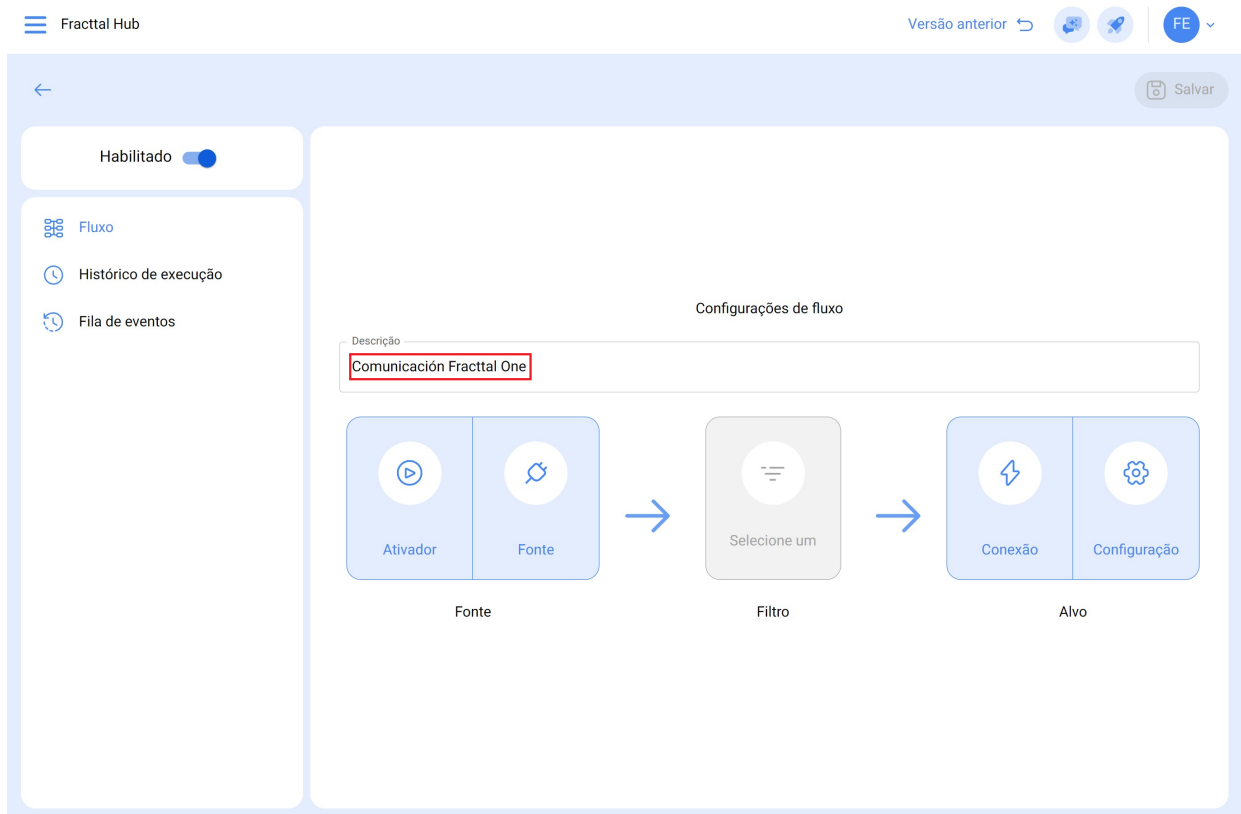 Fracttal Hub
Versão anterior
FE
Salvar
Habilitado
Fluxo
Histórico de execução
Fila de eventos
Configurações de fluxo
Descrição
Comunicación Fracttal One
Ativador
Fonte
Selecione um
Conexão
Configuração
Fonte
Filtro
Alvo